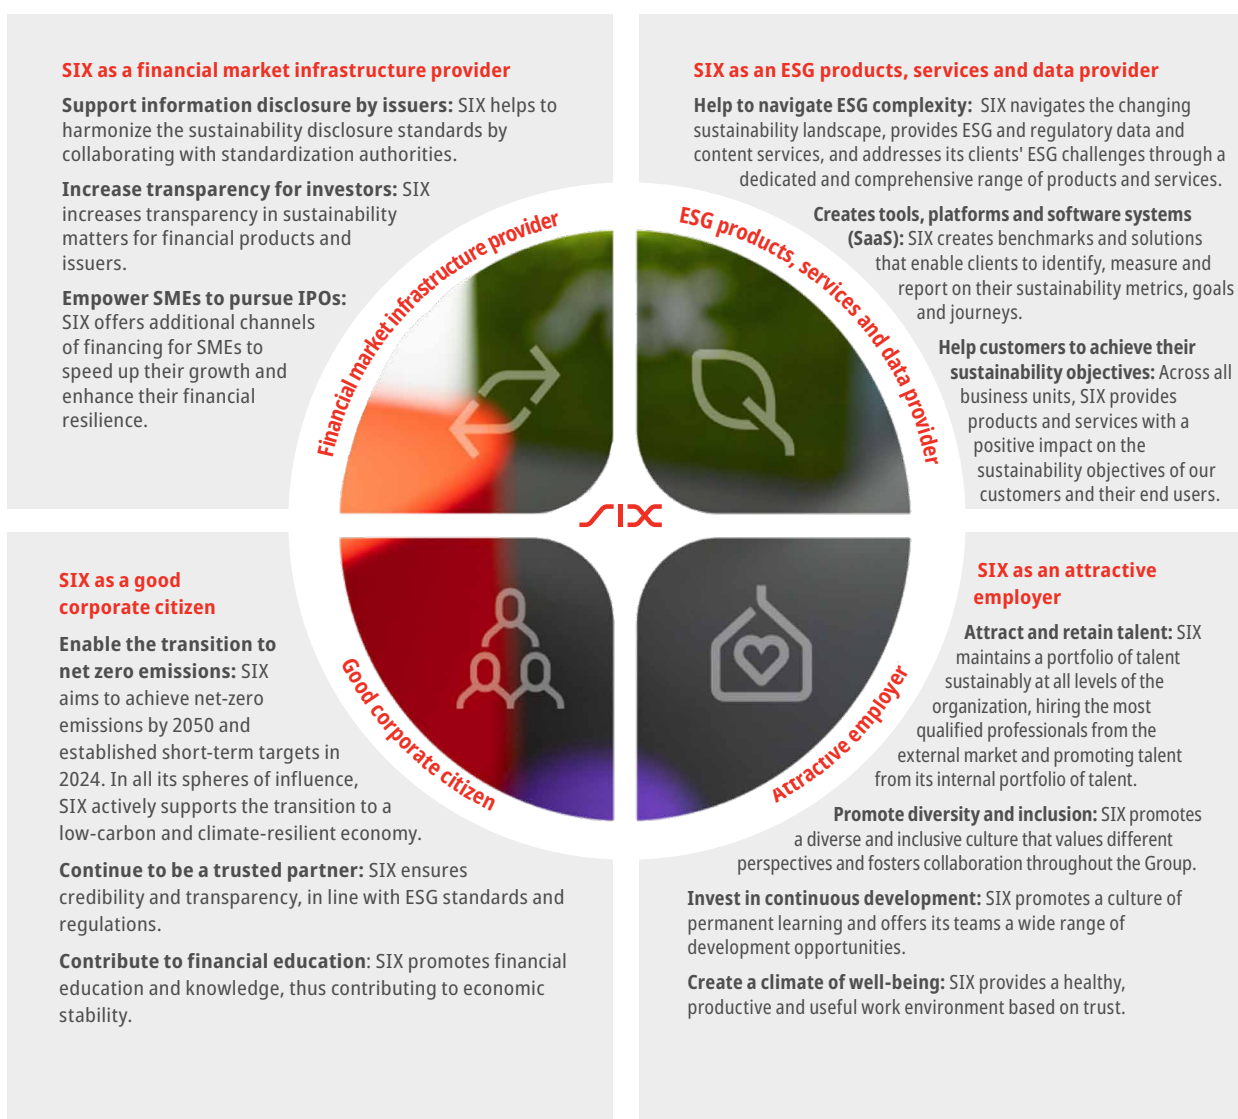 SIX as a financial market infrastructure provider
Support information disclosure by issuers: SIX helps to
harmonize the sustainability disclosure standards by
collaborating with standardization authorities.
Increase transparency for investors: SIX
increases transparency in sustainability
matters for financial products and
issuers.
Empower SMEs to pursue IPOs:
SIX offers additional channels
of financing for SMEs to
speed up their growth and
enhance their financial
resilience.
SIX as an ESG products, services and data provider
Help to navigate ESG complexity: SIX navigates the changing
sustainability landscape, provides ESG and regulatory data and
content services, and addresses its clients' ESG challenges through a
dedicated and comprehensive range of products and services.
Creates tools, platforms and software systems
(SaaS): SIX creates benchmarks and solutions
that enable clients to identify, measure and
report on their sustainability metrics, goals
and journeys.
Help customers to achieve their
sustainability objectives: Across all
business units, SIX provides
products and services with a
positive impact on the
sustainability objectives of our
customers and their end users.
Financial market infrastructure provider
ESG products, services and data provider
SIX
Good corporate citizen
Attractive employer
SIX as a good
corporate citizen
Enable the transition to
net zero emissions: SIX
aims to achieve net-zero
emissions by 2050 and
established short-term targets in
2024. In all its spheres of influence,
SIX actively supports the transition to a
low-carbon and climate-resilient economy.
Continue to be a trusted partner: SIX ensures
credibility and transparency, in line with ESG standards and
regulations.
Contribute to financial education: SIX promotes financial
education and knowledge, thus contributing to economic
stability.
SIX as an attractive
employer
Attract and retain talent: SIX
maintains a portfolio of talent
sustainably at all levels of the
organization, hiring the most
qualified professionals from the
external market and promoting talent
from its internal portfolio of talent.
Promote diversity and inclusion: SIX promotes
a diverse and inclusive culture that values different
perspectives and fosters collaboration throughout the Group.
Invest in continuous development: SIX promotes a culture of
permanent learning and offers its teams a wide range of
development opportunities.
Create a climate of well-being: SIX provides a healthy,
productive and useful work environment based on trust.